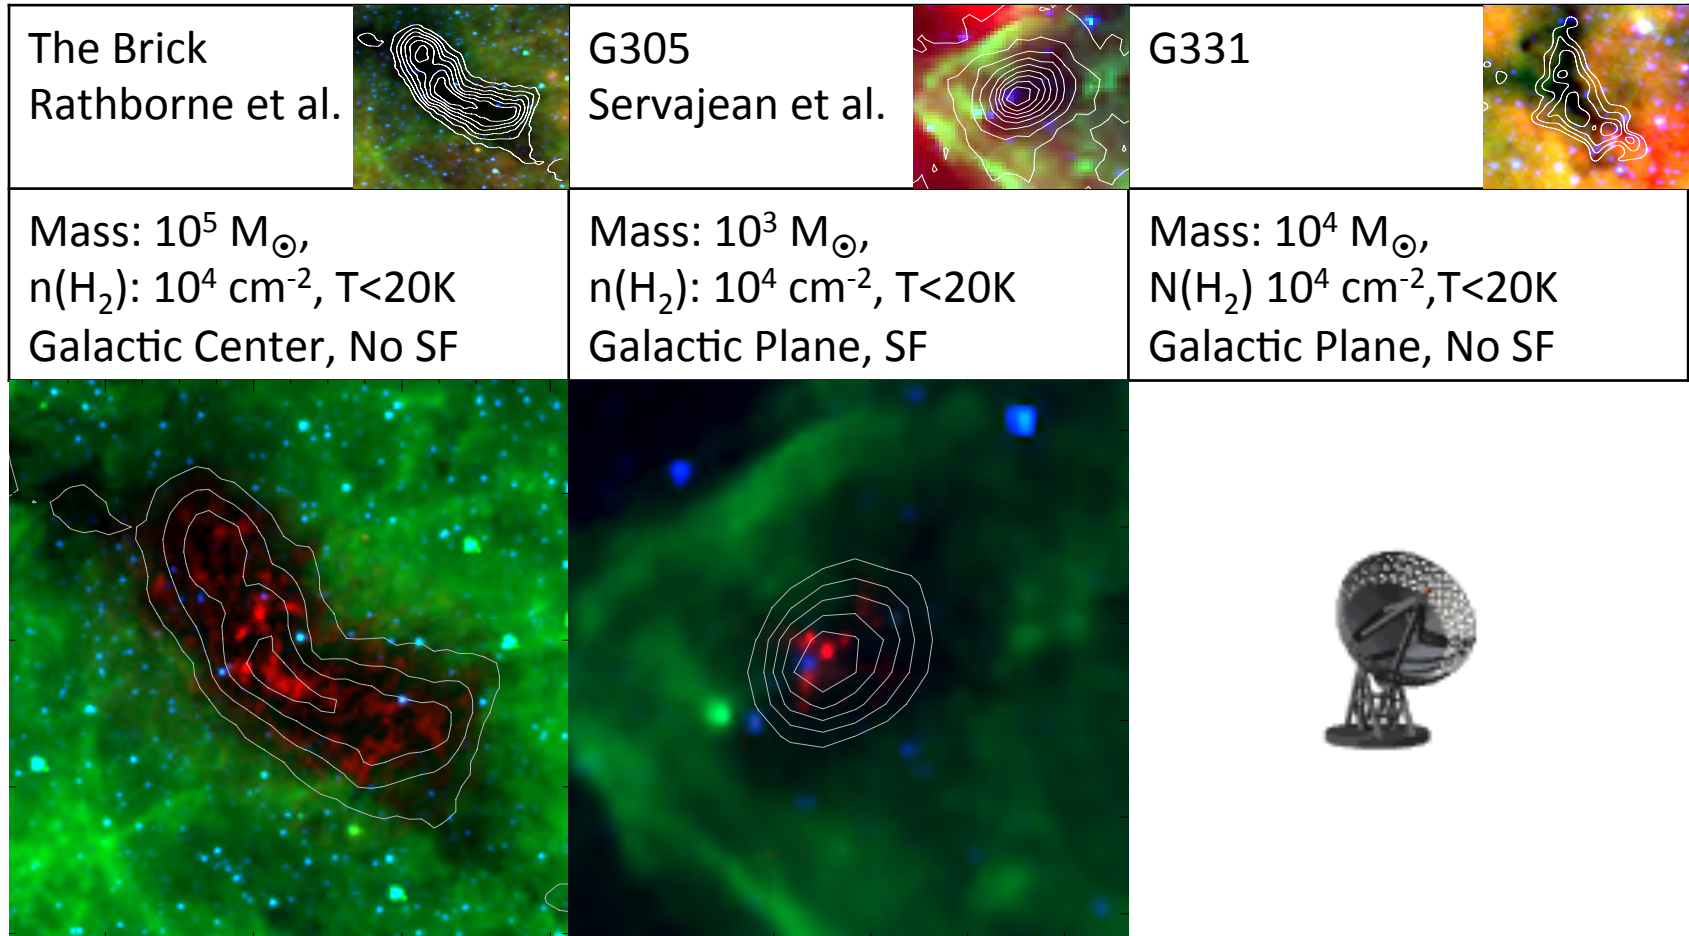 The Brick
Rathborne et al.
G305
Servajean et al.
G331
Mass: 10⁵ M⊙,
n(H₂): 10⁴ cm⁻², T<20K
Galactic Center, No SF
Mass: 10³ M⊙,
n(H₂): 10⁴ cm⁻², T<20K
Galactic Plane, SF
Mass: 10⁴ M⊙,
N(H₂) 10⁴ cm⁻²,T<20K
Galactic Plane, No SF